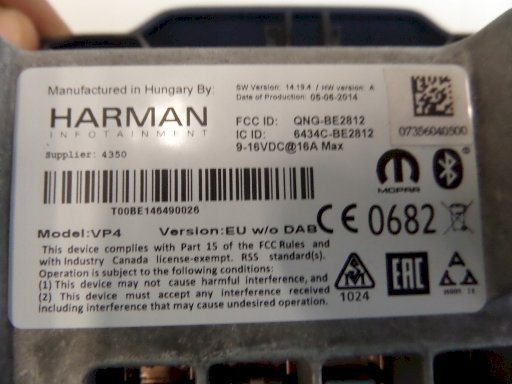 Manufactured in Hungary By:
HARMAN
INFOTAINMENT
Supplier: 4350
SW Version: 14.19.4 / HW version: A
Date of Production: 06-06-2014
FCC ID: QNG-BE2812
IC ID: 6434C-BE2812
9-16VDC@16A Max
07356040500
MOPAR
T00BE146490026
Model:VP4 Version:EU w/o DAB
CE 0682
This device complies with Part 15 of the FCC Rules and
with Industry Canada license-exempt. RSS standard(s).
Operation is subject to the following conditions:
(1) This device may not cause harmful interference, and
(2) This device must accept any interference received
including interference that may cause undesired operation.
1024
EAC